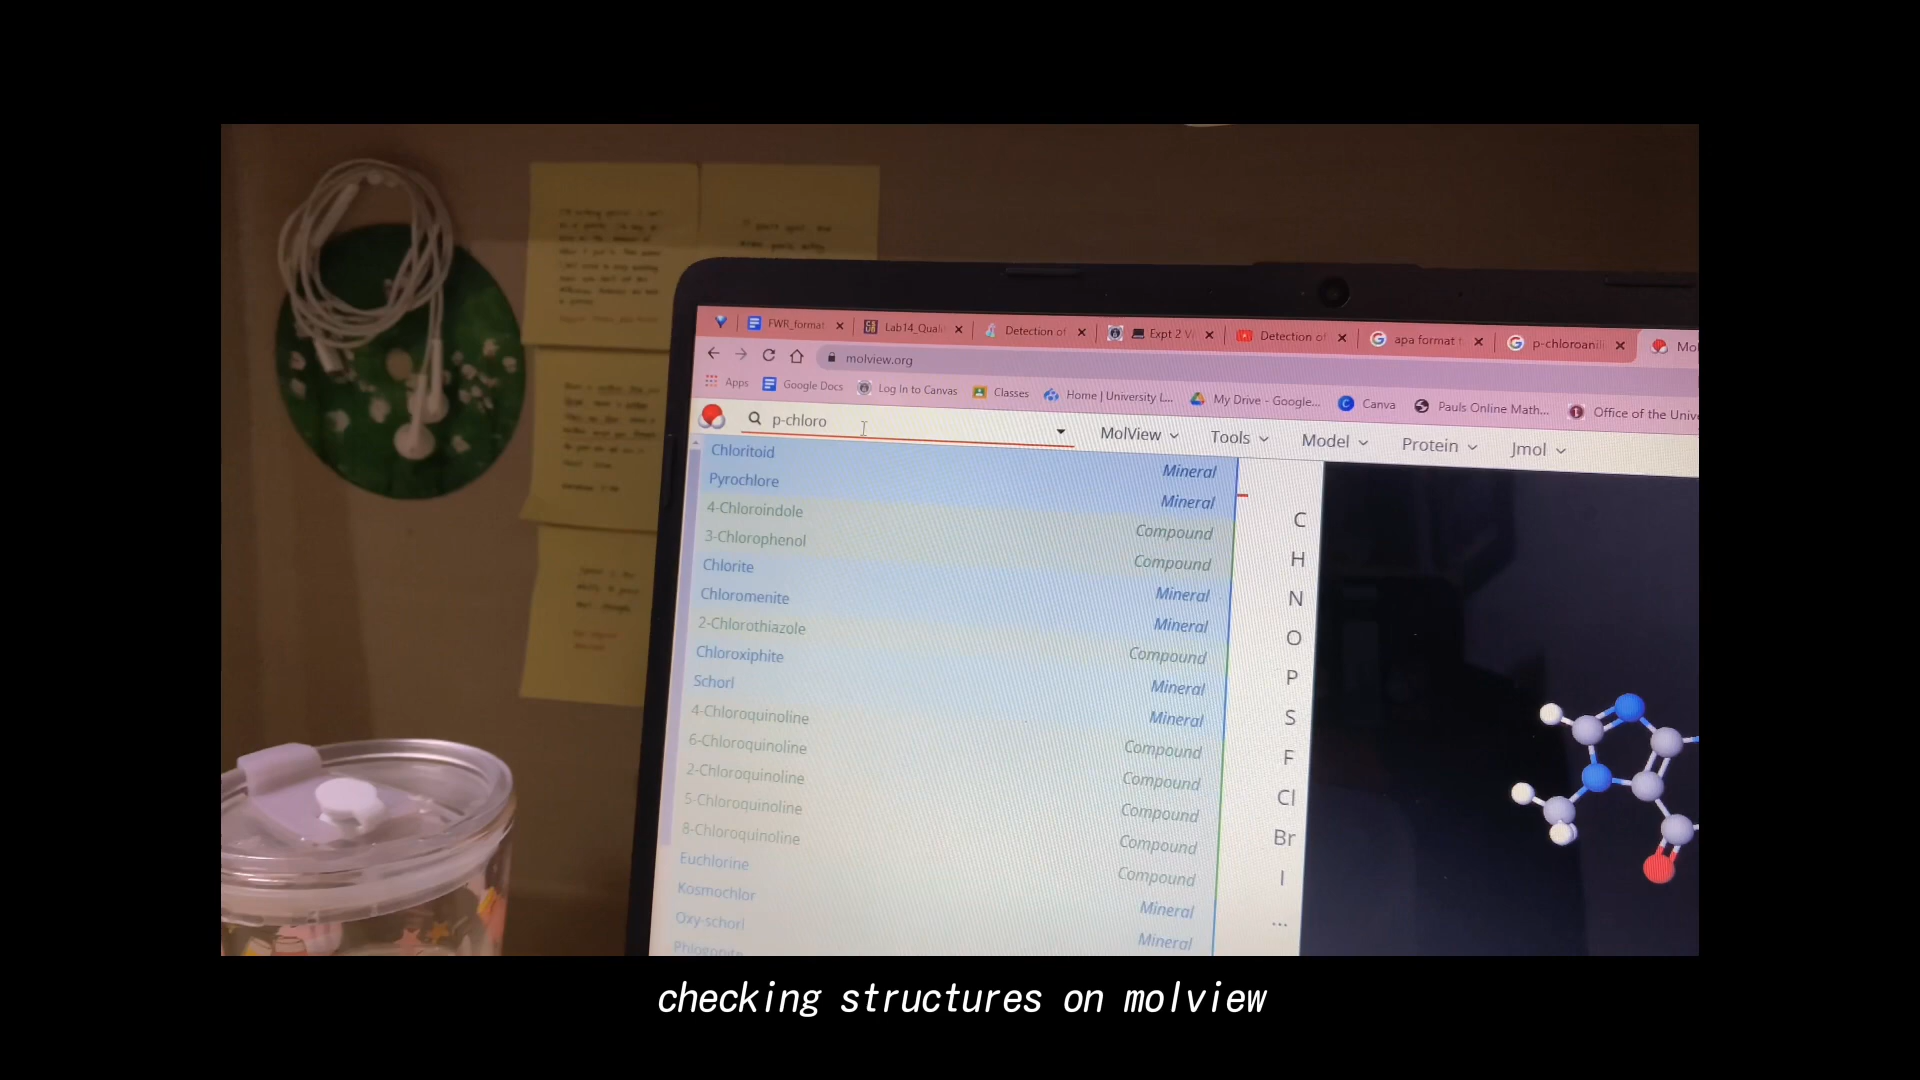 FWR_format
Lab14_Quali
Detection of
Expt 2 V
Detection of
apa format f
p-chloroanili
Mol
molview.org
Apps
Google Docs
Log In to Canvas
Classes
Home | University L...
My Drive - Google...
Canva
Pauls Online Math...
Office of the Univ
p-chloro
MolView
Tools
Model
Protein
Jmol
Chloritoid Mineral
Pyrochlore Mineral
4-Chloroindole Compound
3-Chlorophenol Compound
Chlorite Mineral
Chloromenite Mineral
2-Chlorothiazole Compound
Chloroxiphite Mineral
Schorl Mineral
4-Chloroquinoline Compound
6-Chloroquinoline Compound
2-Chloroquinoline Compound
5-Chloroquinoline Compound
8-Chloroquinoline Compound
Euchlorine Mineral
Kosmochlor Mineral
Oxy-schorl
C
H
N
O
P
S
F
Cl
Br
I
...
checking structures on molview